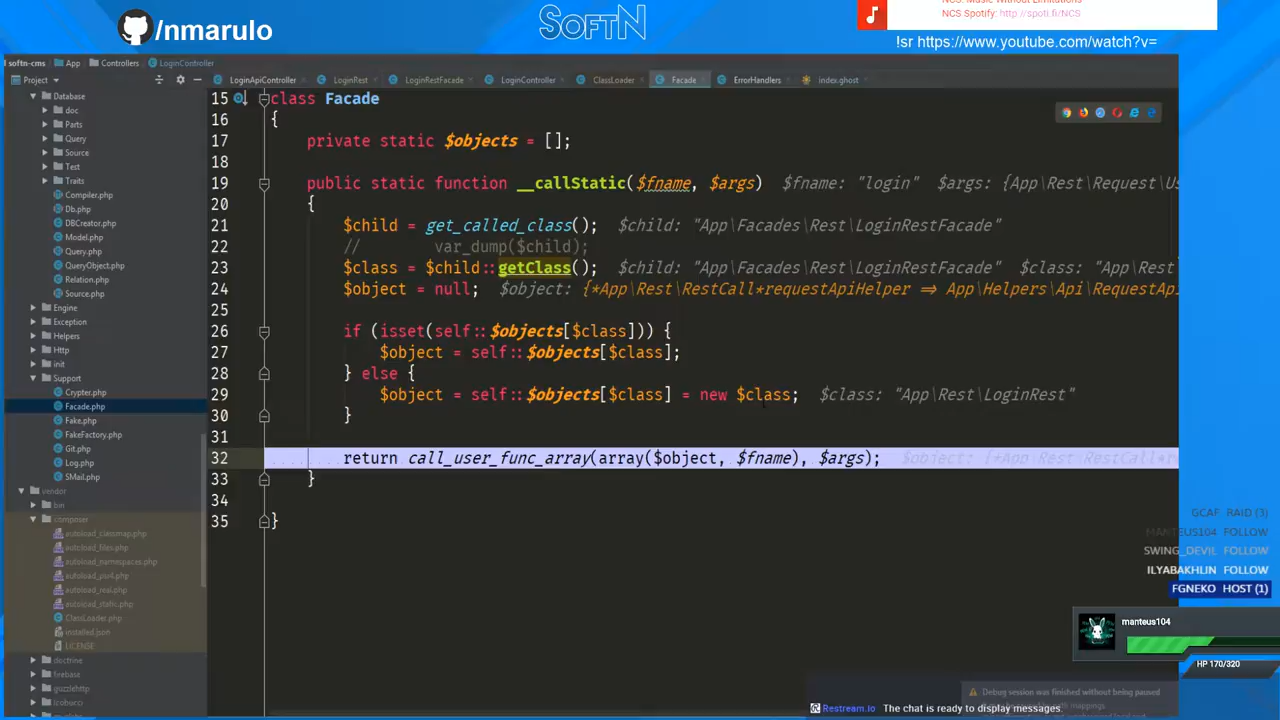 /nmarulo
SOFTN
NCS: Music Without Limitations
NCS Spotify: http://spoti.fi/NCS
!sr https://www.youtube.com/watch?v=
softn-cms App Controllers LoginController
Project
LoginApiController LoginRest LoginRestFacade LoginController ClassLoader Facade ErrorHandlers index.ghost
Database
doc
Parts
Query
Source
Test
Traits
Compiler.php
Db.php
DBCreator.php
Model.php
Query.php
QueryObject.php
Relation.php
Source.php
Engine
Exception
Helpers
Http
init
Support
Crypter.php
Facade.php
Fake.php
FakeFactory.php
Git.php
Log.php
SMail.php
vendor
bin
composer
autoload_classmap.php
autoload_files.php
autoload_namespaces.php
autoload_psr4.php
autoload_real.php
autoload_static.php
ClassLoader.php
installed.json
LICENSE
doctrine
firebase
guzzlehttp
15 class Facade
16 {
17 private static $objects = [];
18
19 public static function __callStatic($fname, $args) $fname: "login" $args: {App\Rest\Request\Us
20 {
21 $child = get_called_class(); $child: "App\Facades\Rest\LoginRestFacade"
22 // var_dump($child);
23 $class = $child::getClass(); $child: "App\Facades\Rest\LoginRestFacade" $class: "App\Rest
24 $object = null; $object: {*App\Rest\RestCall*requestApiHelper => App\Helpers\Api\RequestApi
25
26 if (isset(self::$objects[$class])) {
27 $object = self::$objects[$class];
28 } else {
29 $object = self::$objects[$class] = new $class; $class: "App\Rest\LoginRest"
30 }
31
32 return call_user_func_array(array($object, $fname), $args); $object: {*App\Rest\RestCall*r
33 }
34
35 }
GCAF_RAID (3)
MANTEUS104 FOLLOW
SWING_DEVIL FOLLOW
ILYABAKHLIN FOLLOW
FGNEKO HOST (1)
manteus104
HP 170/320
Debug session was finished without being paused
mappings
Restream.io The chat is ready to display messages.